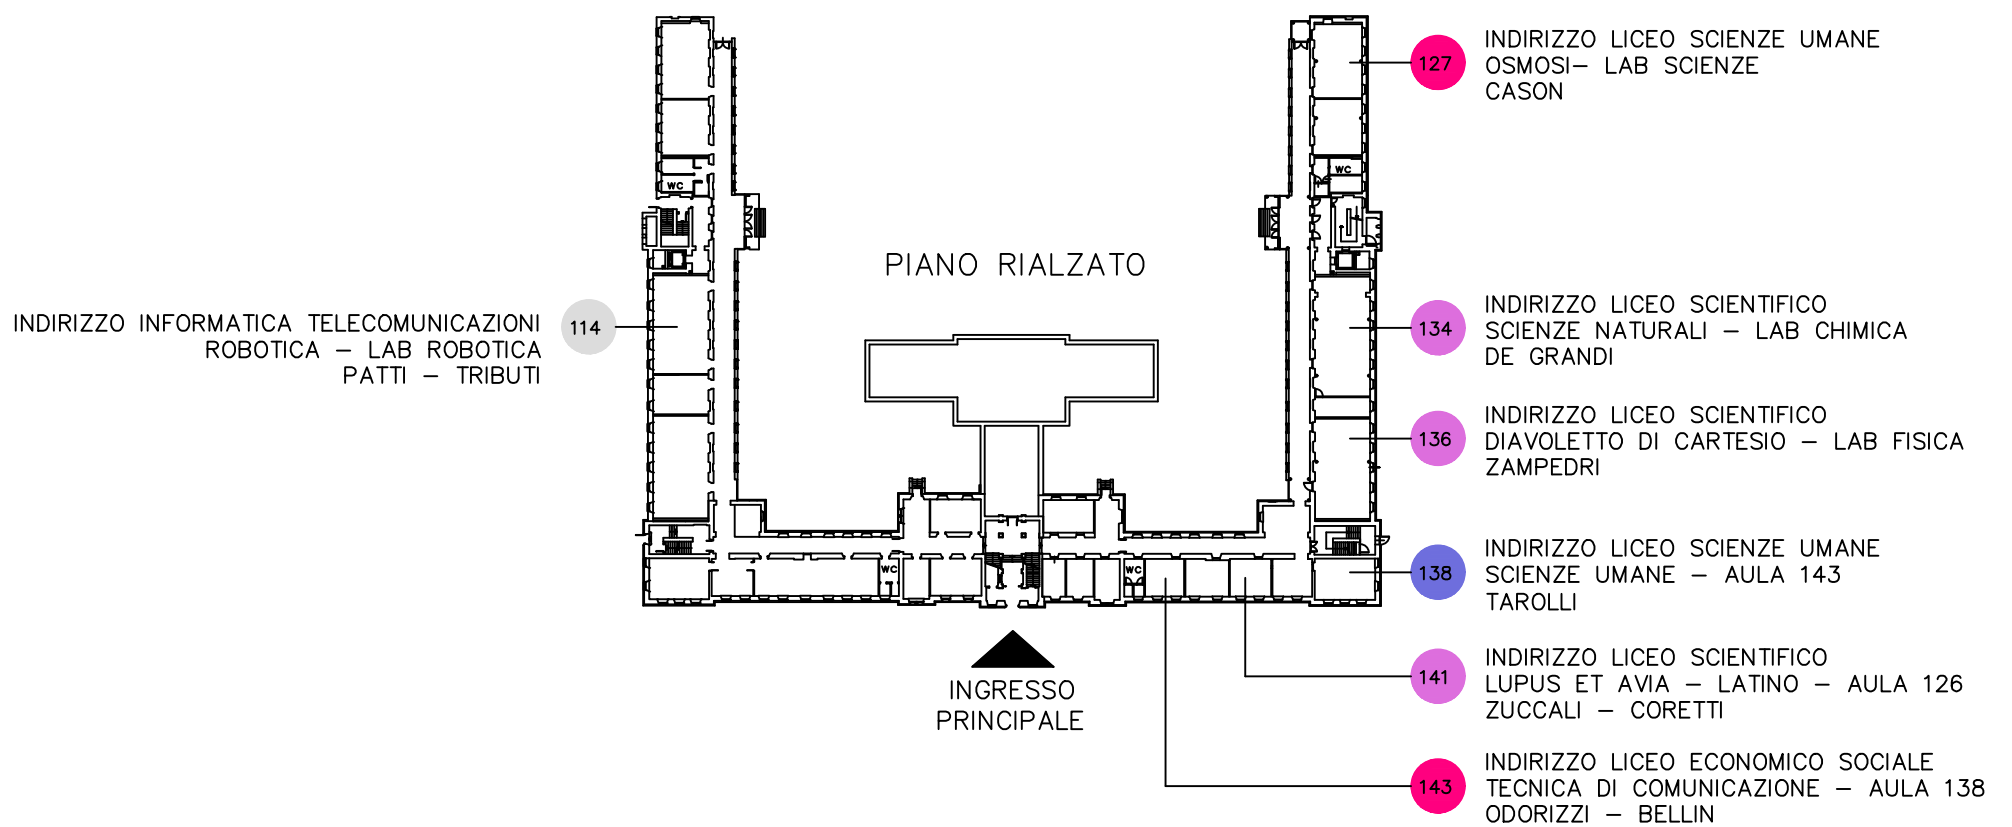 127
INDIRIZZO LICEO SCIENZE UMANE
OSMOSI– LAB SCIENZE
CASON
WC
WC
PIANO RIALZATO
INDIRIZZO INFORMATICA TELECOMUNICAZIONI
ROBOTICA – LAB ROBOTICA
PATTI – TRIBUTI
114
134
INDIRIZZO LICEO SCIENTIFICO
SCIENZE NATURALI – LAB CHIMICA
DE GRANDI
136
INDIRIZZO LICEO SCIENTIFICO
DIAVOLETTO DI CARTESIO – LAB FISICA
ZAMPEDRI
WC
WC
138
INDIRIZZO LICEO SCIENZE UMANE
SCIENZE UMANE – AULA 143
TAROLLI
INGRESSO
PRINCIPALE
141
INDIRIZZO LICEO SCIENTIFICO
LUPUS ET AVIA – LATINO – AULA 126
ZUCCALI – CORETTI
143
INDIRIZZO LICEO ECONOMICO SOCIALE
TECNICA DI COMUNICAZIONE – AULA 138
ODORIZZI – BELLIN